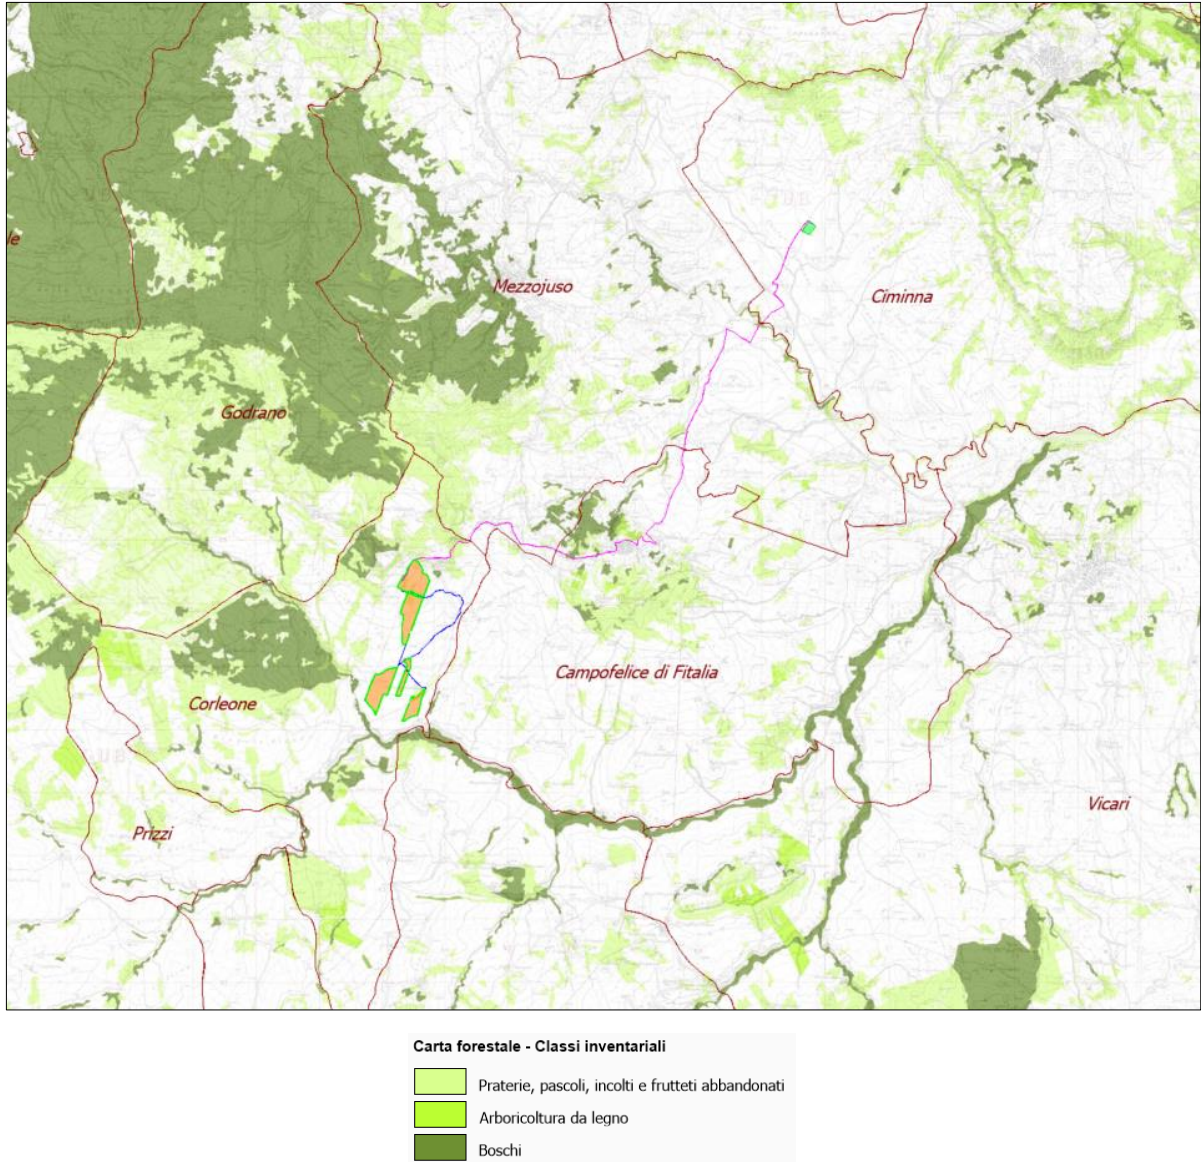 le
Mezzojuso
Ciminna
Godrano
Campofelice di Fitalia
Corleone
Vicari
Prizzi
Carta forestale - Classi inventariali
Praterie, pascoli, incolti e frutteti abbandonati
Arboricoltura da legno
Boschi